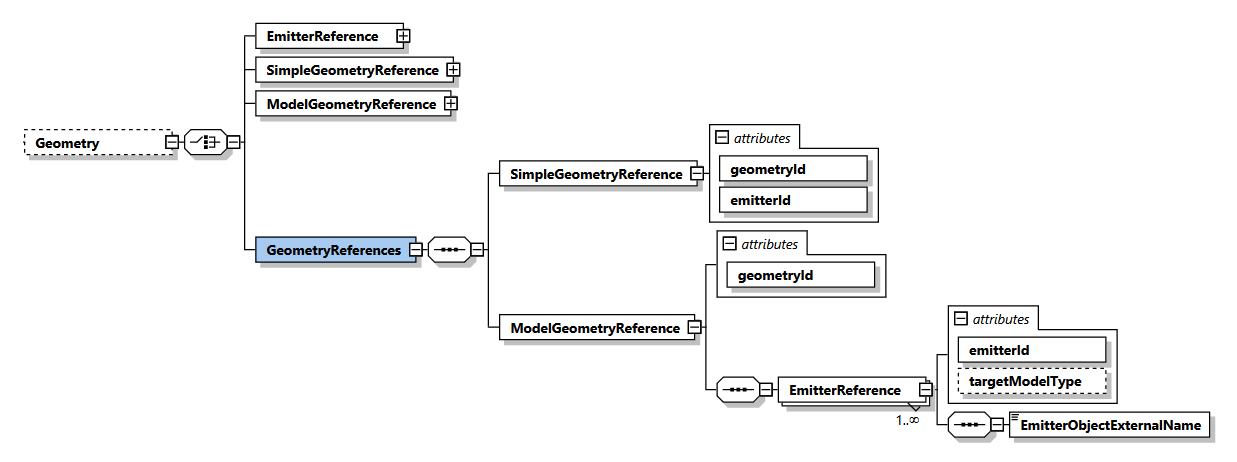 EmitterReference
SimpleGeometryReference
ModelGeometryReference
Geometry
GeometryReferences
SimpleGeometryReference
attributes
geometryId
emitterId
ModelGeometryReference
attributes
geometryId
EmitterReference
1..∞
attributes
emitterId
targetModelType
EmitterObjectExternalName